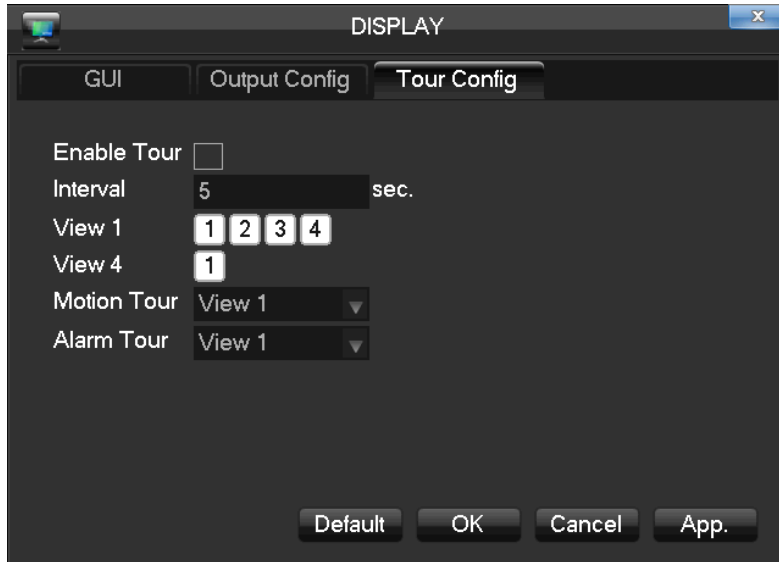 DISPLAY x
GUI Output Config Tour Config
Enable Tour
Interval 5 sec.
View 1 1 2 3 4
View 4 1
Motion Tour View 1
Alarm Tour View 1
Default OK Cancel App.